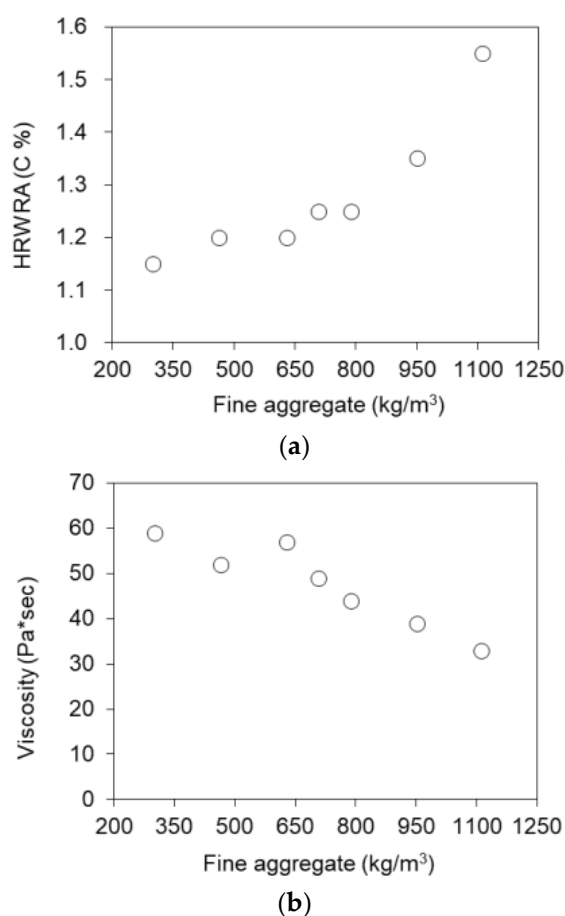 1.6
1.5
1.4
1.3
1.2
1.1
1.0
HRWRA (C %)
200 350 500 650 800 950 1100 1250
Fine aggregate (kg/m³)
(a)
70
60
50
40
30
20
10
0
Viscosity (Pa*sec)
200 350 500 650 800 950 1100 1250
Fine aggregate (kg/m³)
(b)